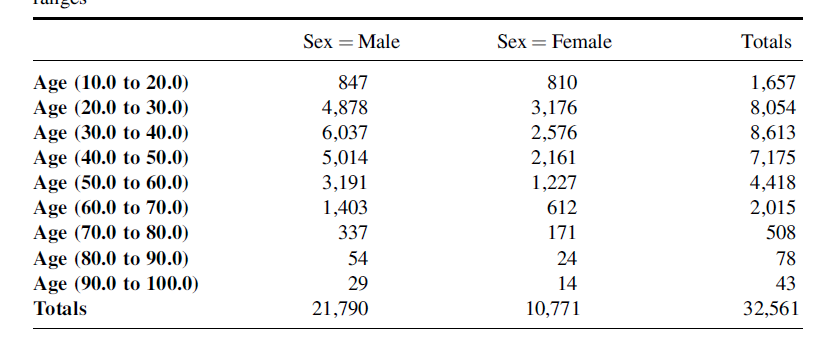 ranges
Sex = Male Sex = Female Totals
Age (10.0 to 20.0) 847 810 1,657
Age (20.0 to 30.0) 4,878 3,176 8,054
Age (30.0 to 40.0) 6,037 2,576 8,613
Age (40.0 to 50.0) 5,014 2,161 7,175
Age (50.0 to 60.0) 3,191 1,227 4,418
Age (60.0 to 70.0) 1,403 612 2,015
Age (70.0 to 80.0) 337 171 508
Age (80.0 to 90.0) 54 24 78
Age (90.0 to 100.0) 29 14 43
Totals 21,790 10,771 32,561